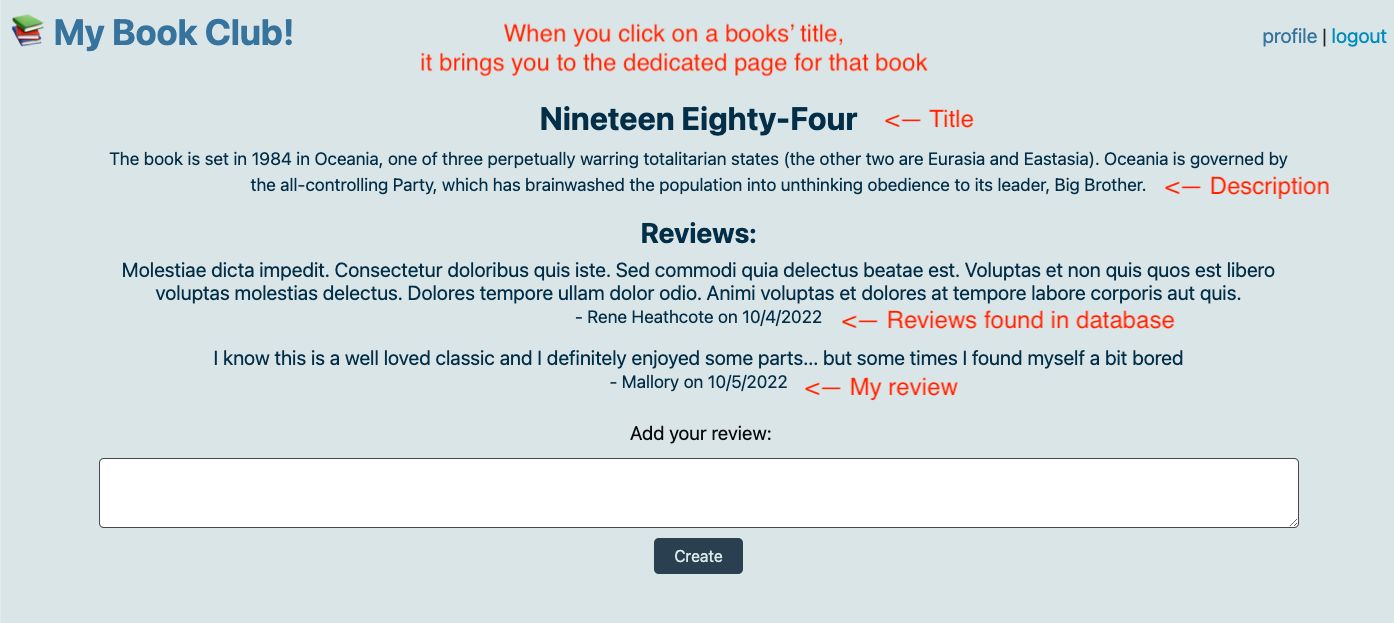 My Book Club!
When you click on a books’ title,
it brings you to the dedicated page for that book
profile | logout
Nineteen Eighty-Four <— Title
The book is set in 1984 in Oceania, one of three perpetually warring totalitarian states (the other two are Eurasia and Eastasia). Oceania is governed by
the all-controlling Party, which has brainwashed the population into unthinking obedience to its leader, Big Brother. <— Description
Reviews:
Molestiae dicta impedit. Consectetur doloribus quis iste. Sed commodi quia delectus beatae est. Voluptas et non quis quos est libero
voluptas molestias delectus. Dolores tempore ullam dolor odio. Animi voluptas et dolores at tempore labore corporis aut quis.
- Rene Heathcote on 10/4/2022 <— Reviews found in database
I know this is a well loved classic and I definitely enjoyed some parts... but some times I found myself a bit bored
- Mallory on 10/5/2022 <— My review
Add your review:
Create